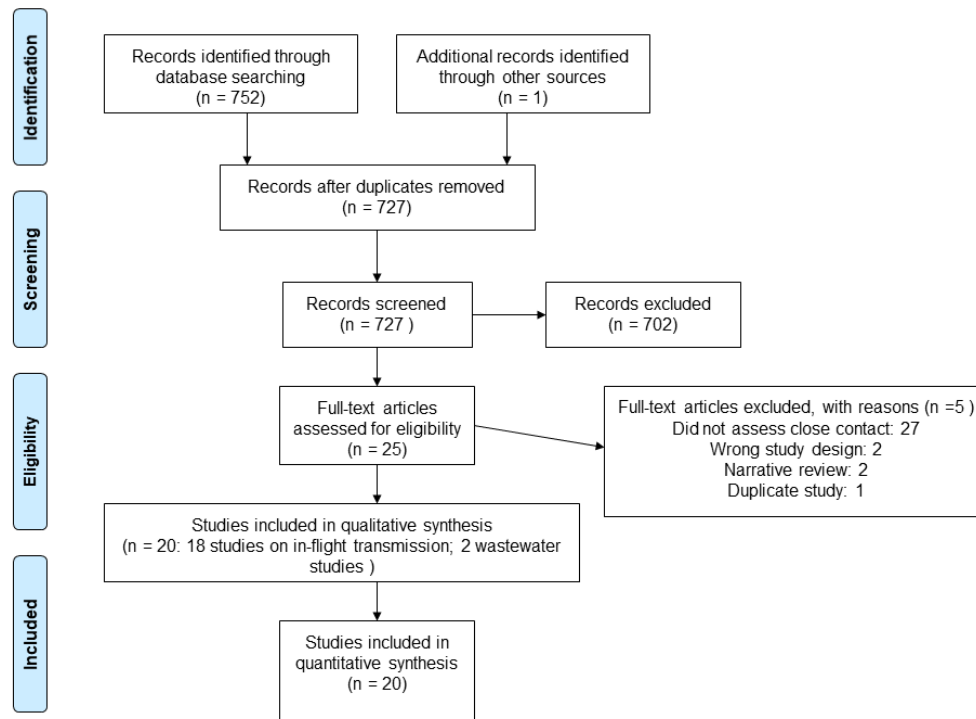 Identification
Records identified through
database searching
(n = 752)
Additional records identified
through other sources
(n = 1)
Records after duplicates removed
(n = 727)
Screening
Records screened
(n = 727 )
Records excluded
(n = 702)
Eligibility
Full-text articles
assessed for eligibility
(n = 25)
Full-text articles excluded, with reasons (n =5 )
Did not assess close contact: 27
Wrong study design: 2
Narrative review: 2
Duplicate study: 1
Studies included in qualitative synthesis
(n = 20: 18 studies on in-flight transmission; 2 wastewater
studies )
Included
Studies included in
quantitative synthesis
(n = 20)